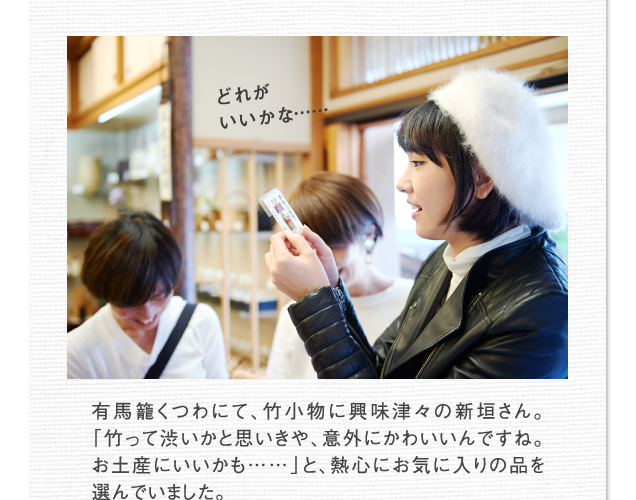 どれが
いいかな……
有馬籠くつわにて、竹小物に興味津々の新垣さん。
「竹って渋いかと思いきや、意外にかわいいんですね。
お土産にいいかも……」と、熱心にお気に入りの品を
選んでいました。